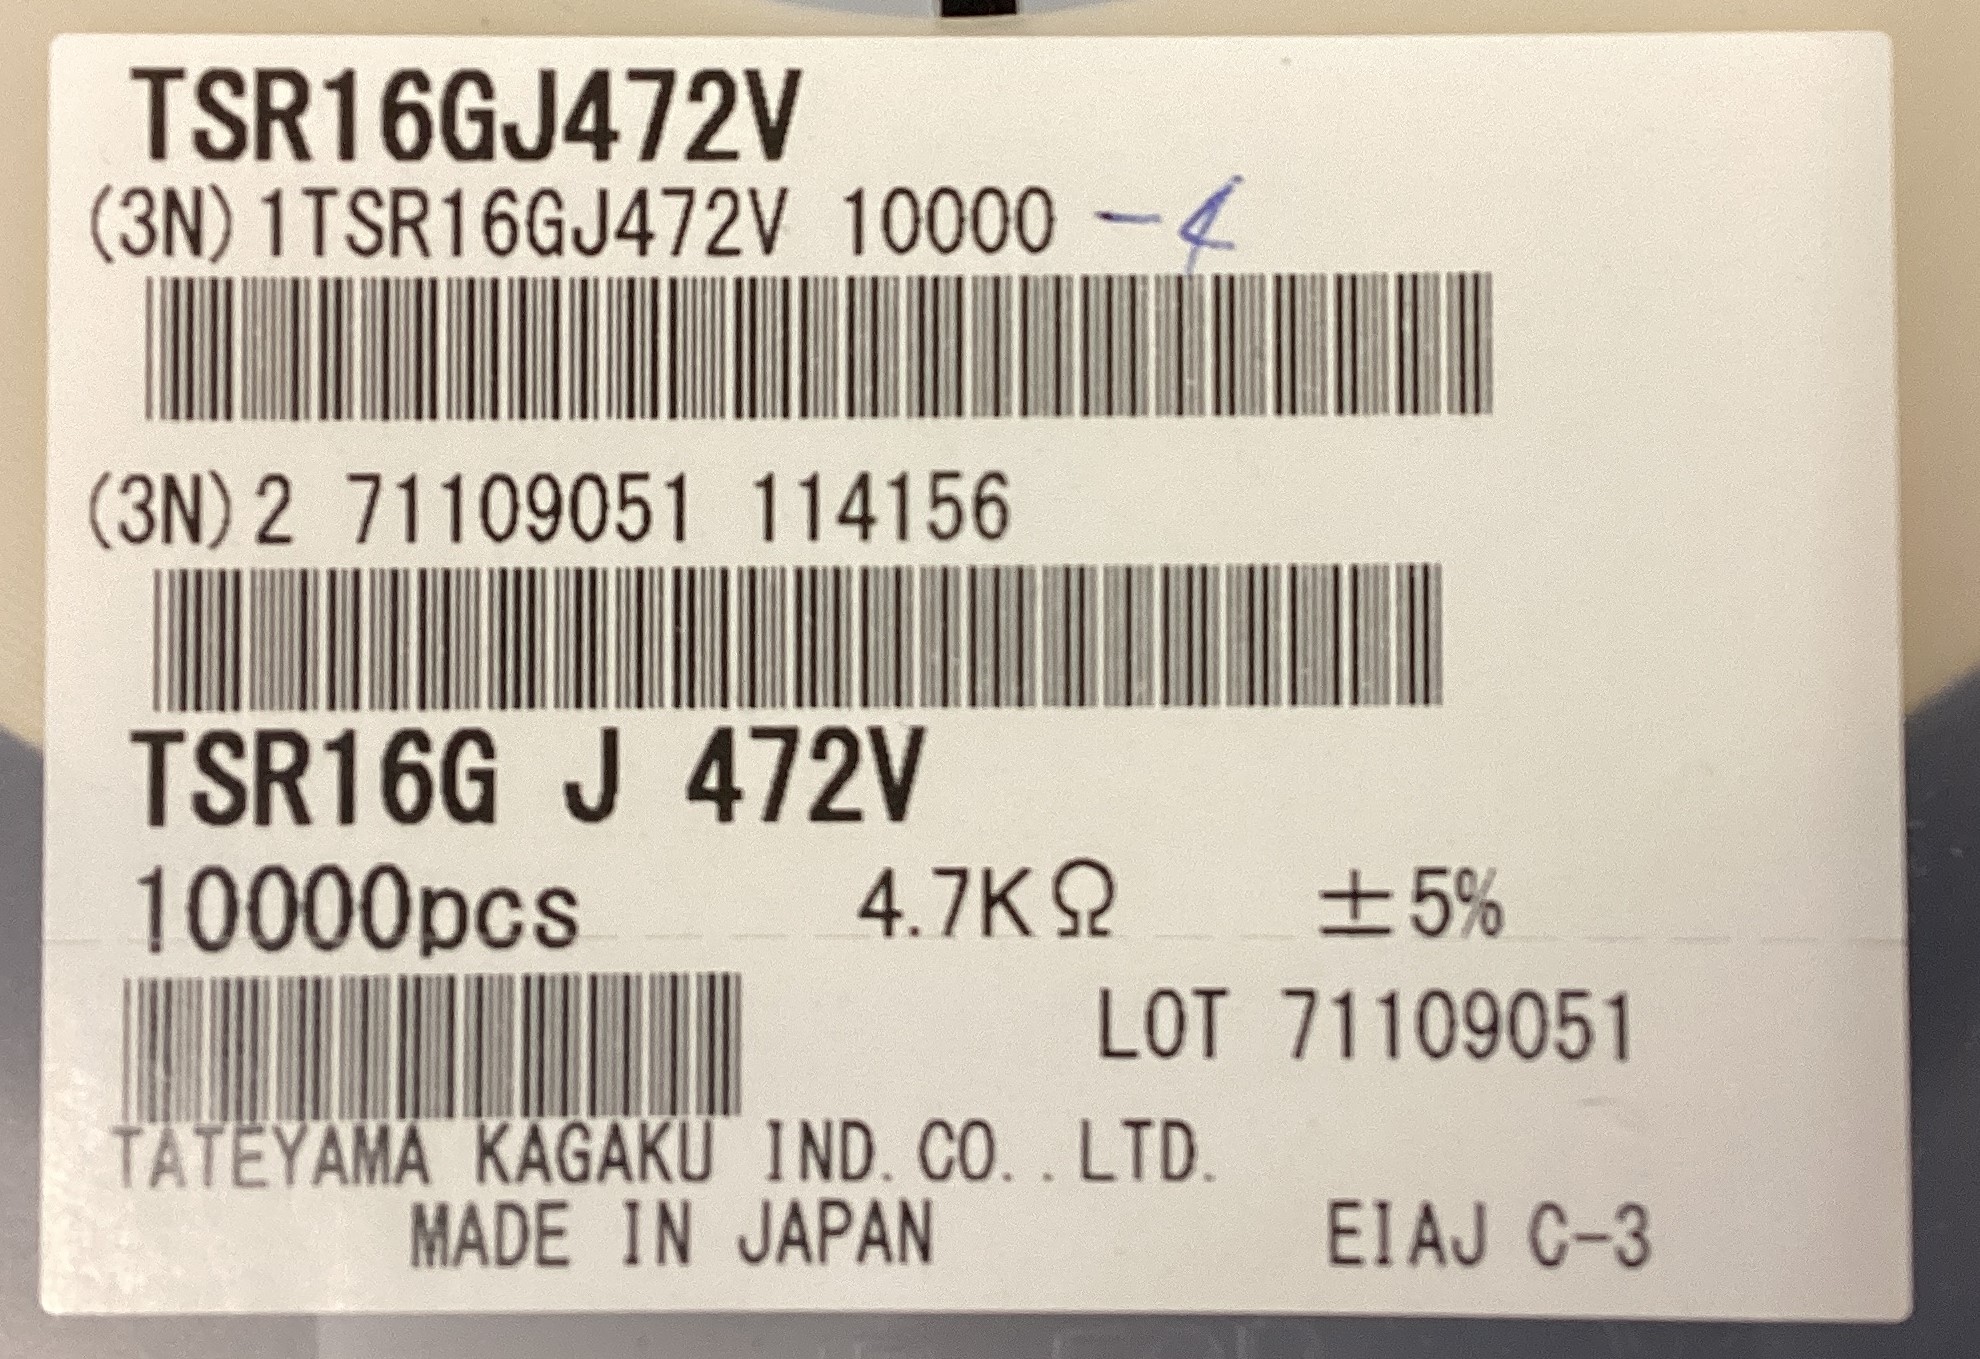 TSR16GJ472V
(3N)1TSR16GJ472V 10000 -4
(3N)2 71109051 114156
TSR16G J 472V
10000pcs 4.7KΩ ±5%
LOT 71109051
TATEYAMA KAGAKU IND.CO..LTD.
MADE IN JAPAN EIAJ C-3